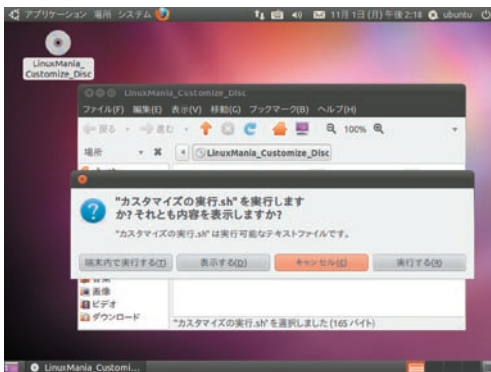 アプリケーション 場所 システム
11月1日(月)午後2:18 ubuntu
LinuxMania_
Customize_Disc
LinuxMania_Customize_Disc
ファイル(F) 編集(E) 表示(V) 移動(G) ブックマーク(B) ヘルプ(H)
戻る 進む 100%
場所 LinuxMania_Customize_Disc
"カスタマイズの実行.sh" を実行します
か? それとも内容を表示しますか?
"カスタマイズの実行.sh" は実行可能なテキストファイルです。
端末内で実行する(T) 表示する(D) キャンセル(C) 実行する(R)
画像
ビデオ
ダウンロード
"カスタマイズの実行.sh" を選択しました (165 バイト)
LinuxMania_Customi...